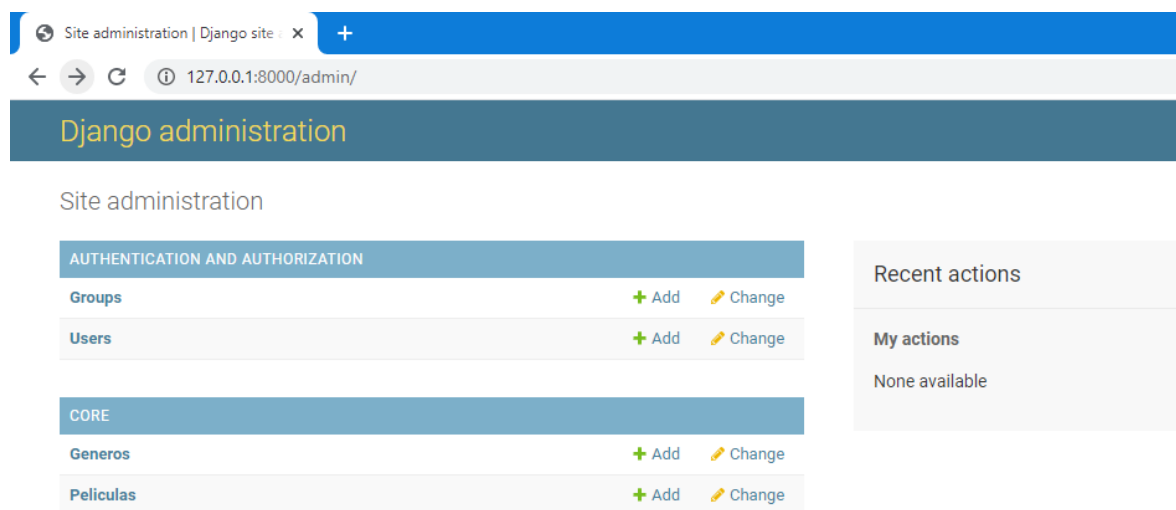 Site administration | Django site
127.0.0.1:8000/admin/
Django administration
Site administration
AUTHENTICATION AND AUTHORIZATION
Groups Add Change
Users Add Change
CORE
Generos Add Change
Peliculas Add Change
Recent actions
My actions
None available